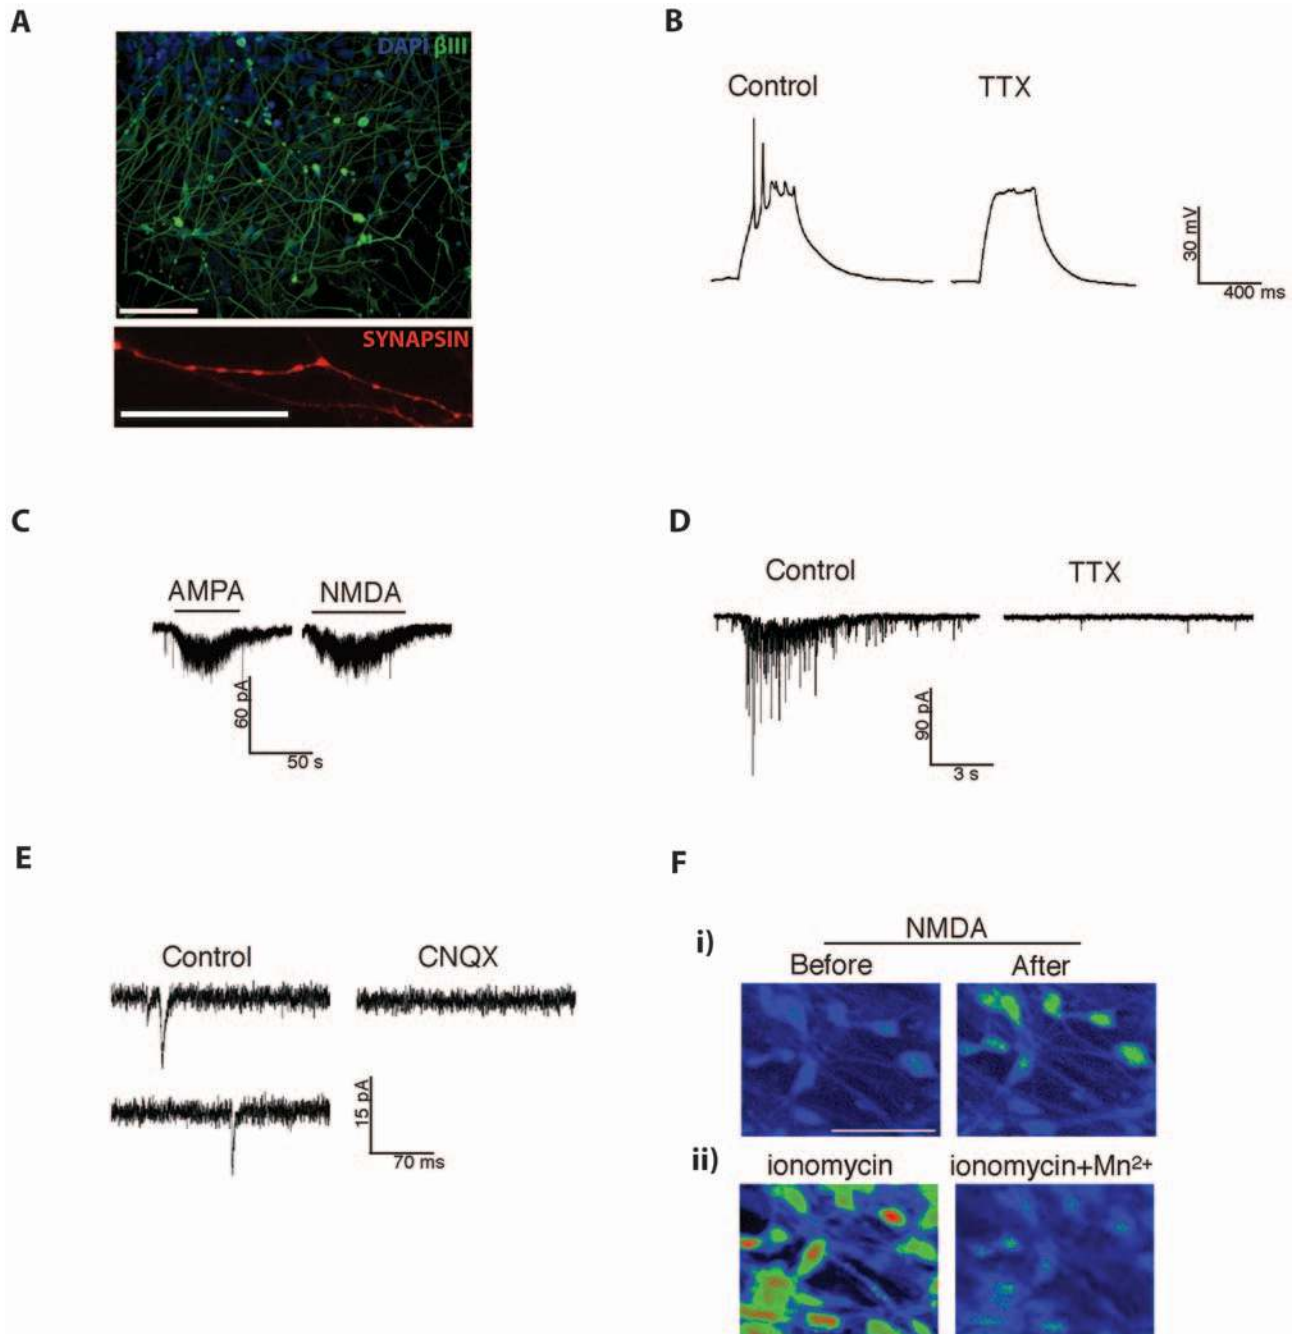 A
DAPI βIII
SYNAPSIN
B
Control TTX
30 mV
400 ms
C
AMPA NMDA
60 pA
50 s
D
Control TTX
90 pA
3 s
E
Control CNQX
15 pA
70 ms
F
i)
NMDA
Before After
ii)
ionomycin ionomycin+Mn²⁺